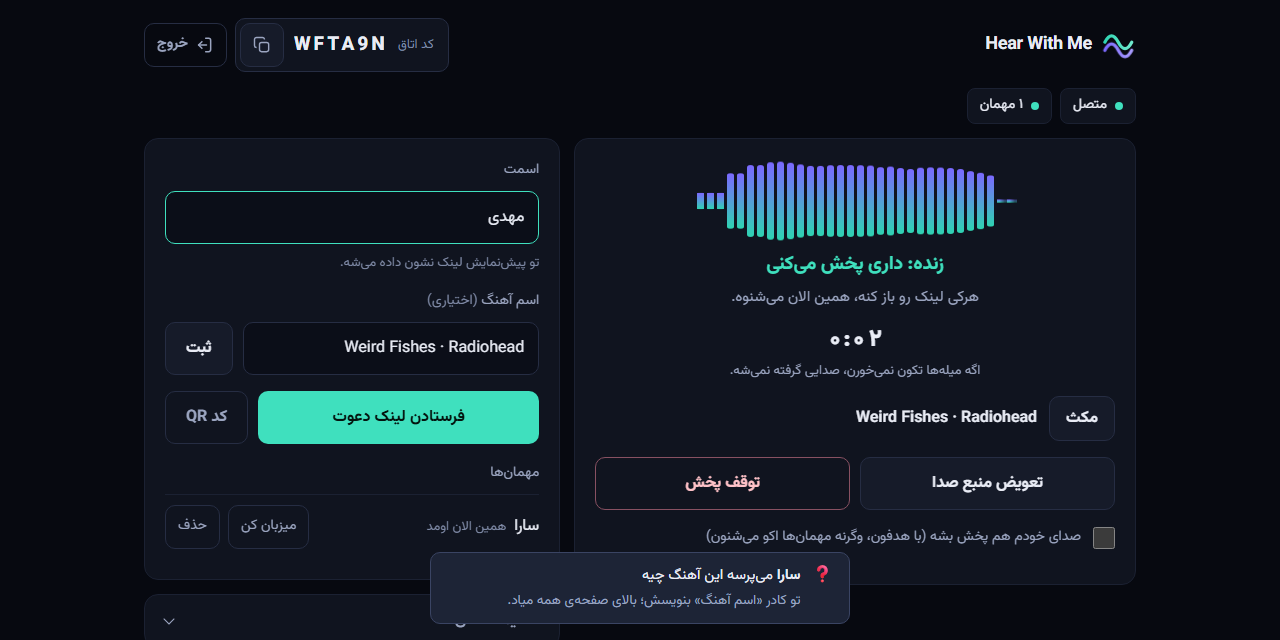 Hear With Me
کد اتاق WFTA9N
خروج
متصل
۱ مهمان
زنده: داری پخش می‌کنی
هرکی لینک رو باز کنه، همین الان می‌شنوه.
۰:۰۲
اگه میله‌ها تکون نمی‌خورن، صدایی گرفته نمی‌شه.
مکث
Weird Fishes · Radiohead
تعویض منبع صدا
توقف پخش
صدای خودم هم پخش بشه (با هدفون، وگرنه مهمان‌ها اکو می‌شنون)
اسمت
مهدی
تو پیش‌نمایش لینک نشون داده می‌شه.
اسم آهنگ (اختیاری)
Weird Fishes · Radiohead
ثبت
فرستادن لینک دعوت
کد QR
مهمان‌ها
سارا همین الان اومد
میزبان کن
حذف
سارا می‌پرسه این آهنگ چیه
تو کادر «اسم آهنگ» بنویسش؛ بالای صفحه‌ی همه میاد.